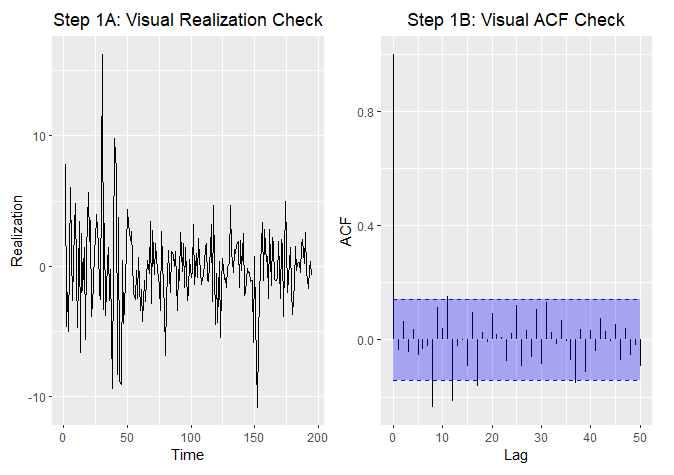 Step 1A: Visual Realization Check
Realization
10
0
-10
0
50
100
150
200
Time
Step 1B: Visual ACF Check
ACF
0.8
0.4
0.0
0
10
20
30
40
50
Lag